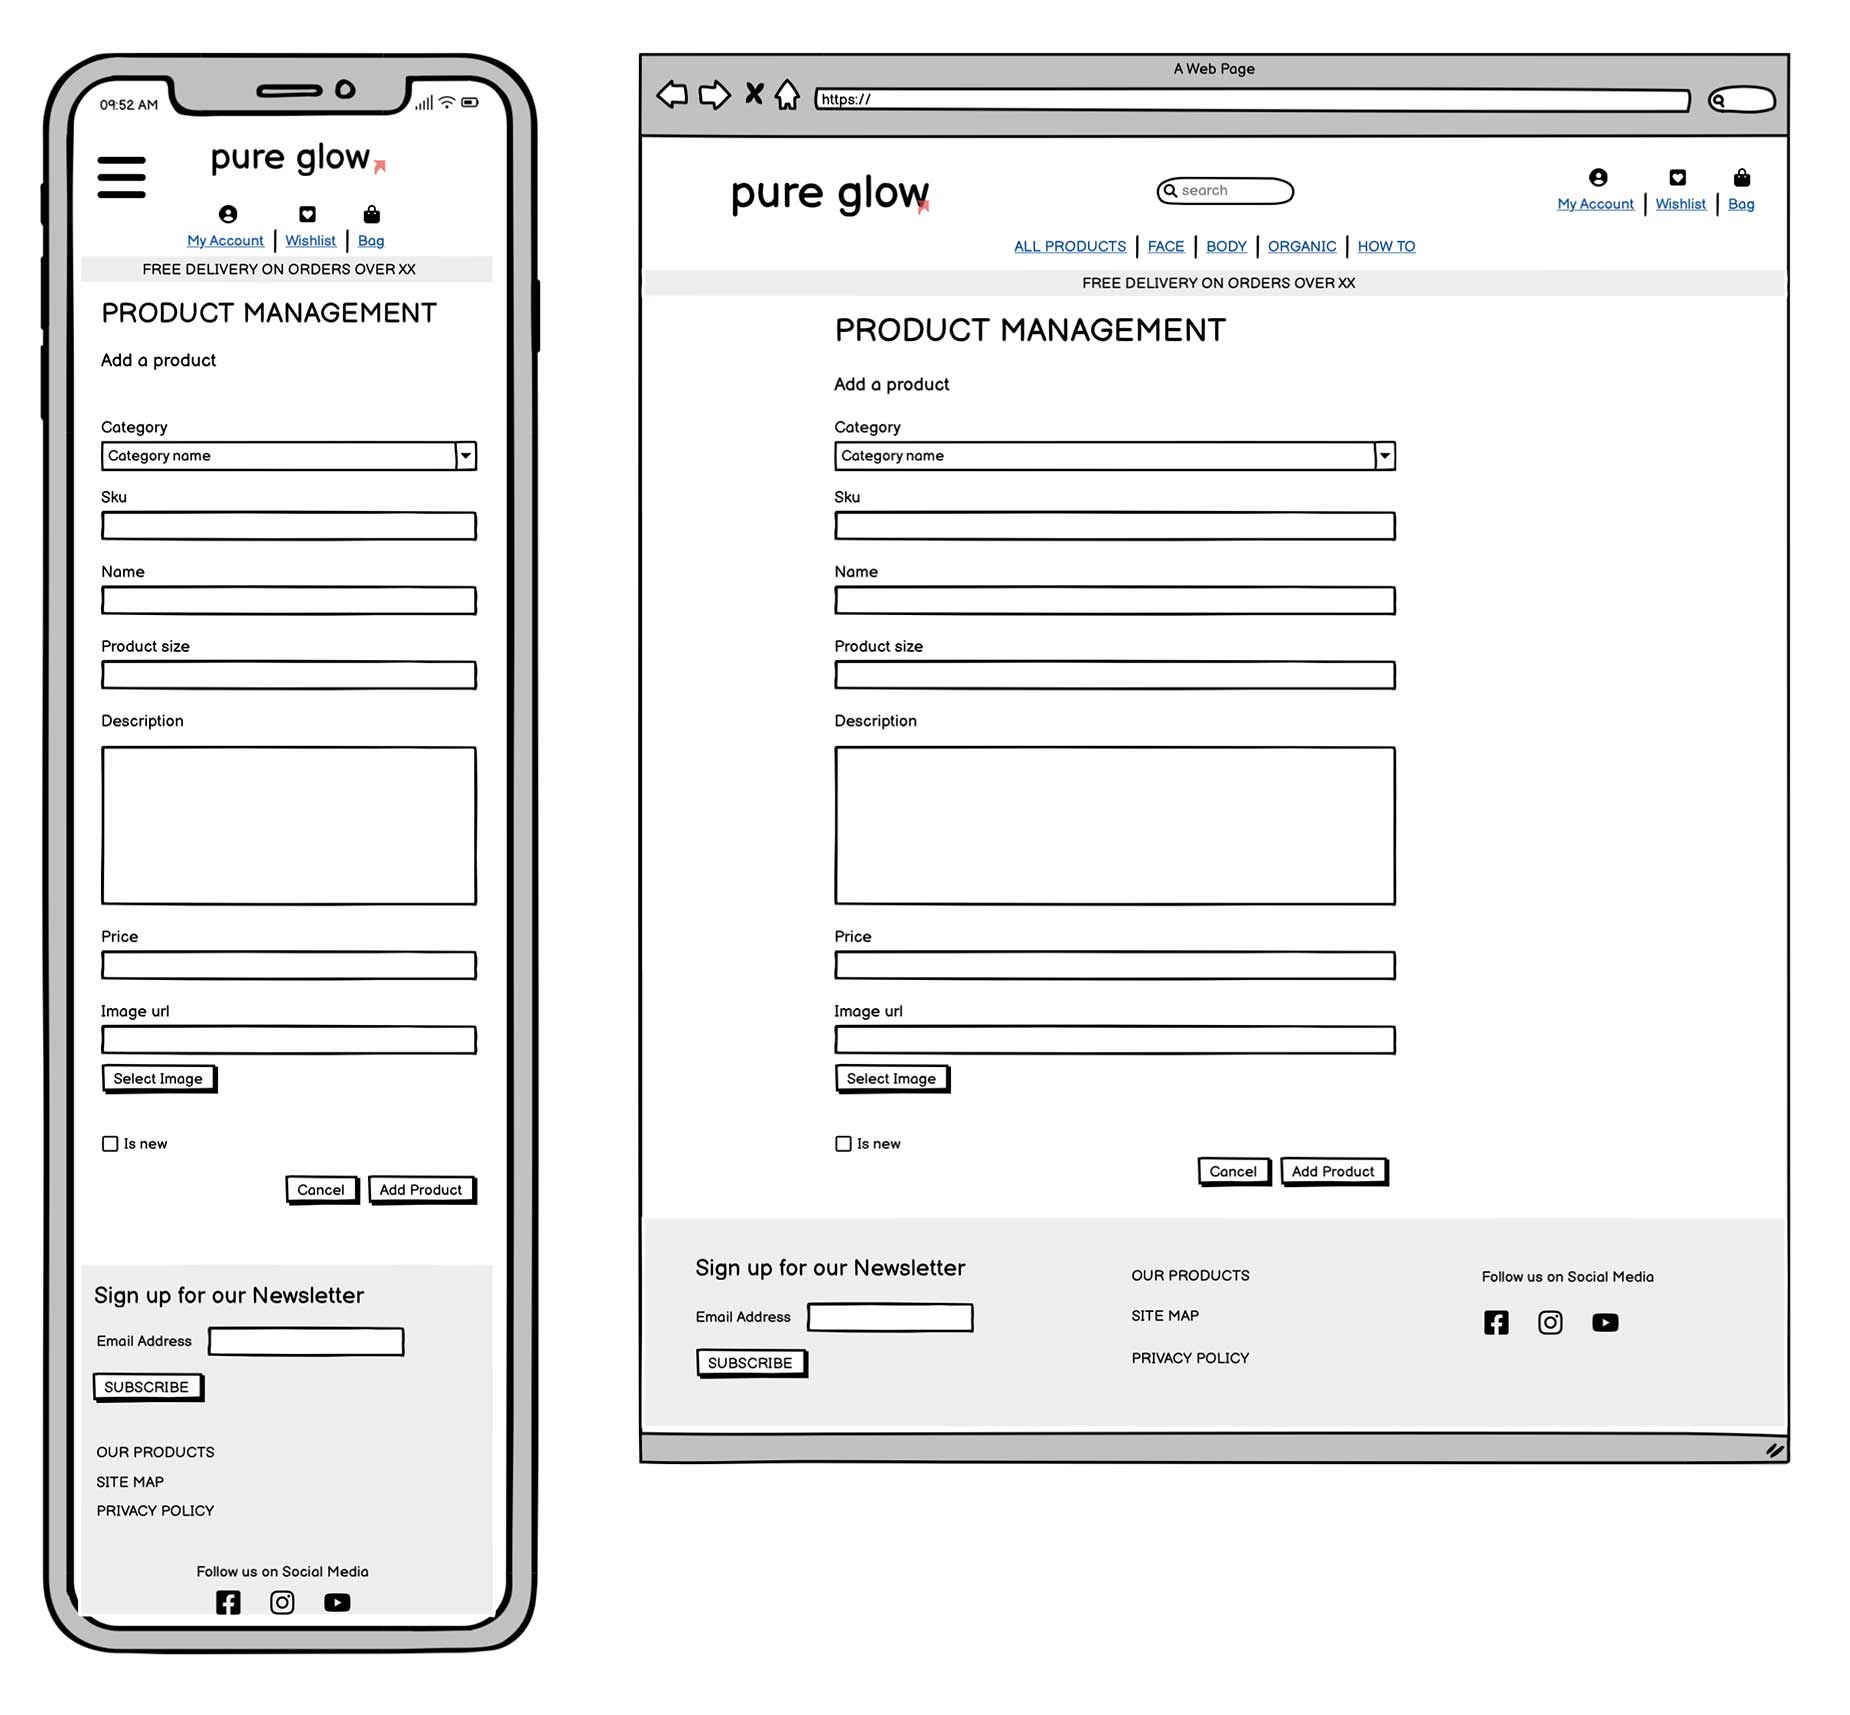 09:52 AM
pure glow
My Account Wishlist Bag
FREE DELIVERY ON ORDERS OVER XX
PRODUCT MANAGEMENT
Add a product
Category
Category name
Sku
Name
Product size
Description
Price
Image url
Select Image
Is new
Cancel Add Product
Sign up for our Newsletter
Email Address
SUBSCRIBE
OUR PRODUCTS
SITE MAP
PRIVACY POLICY
Follow us on Social Media
A Web Page
https://
pure glow
search
My Account Wishlist Bag
ALL PRODUCTS FACE BODY ORGANIC HOW TO
FREE DELIVERY ON ORDERS OVER XX
PRODUCT MANAGEMENT
Add a product
Category
Category name
Sku
Name
Product size
Description
Price
Image url
Select Image
Is new
Cancel Add Product
Sign up for our Newsletter
Email Address
SUBSCRIBE
OUR PRODUCTS
SITE MAP
PRIVACY POLICY
Follow us on Social Media